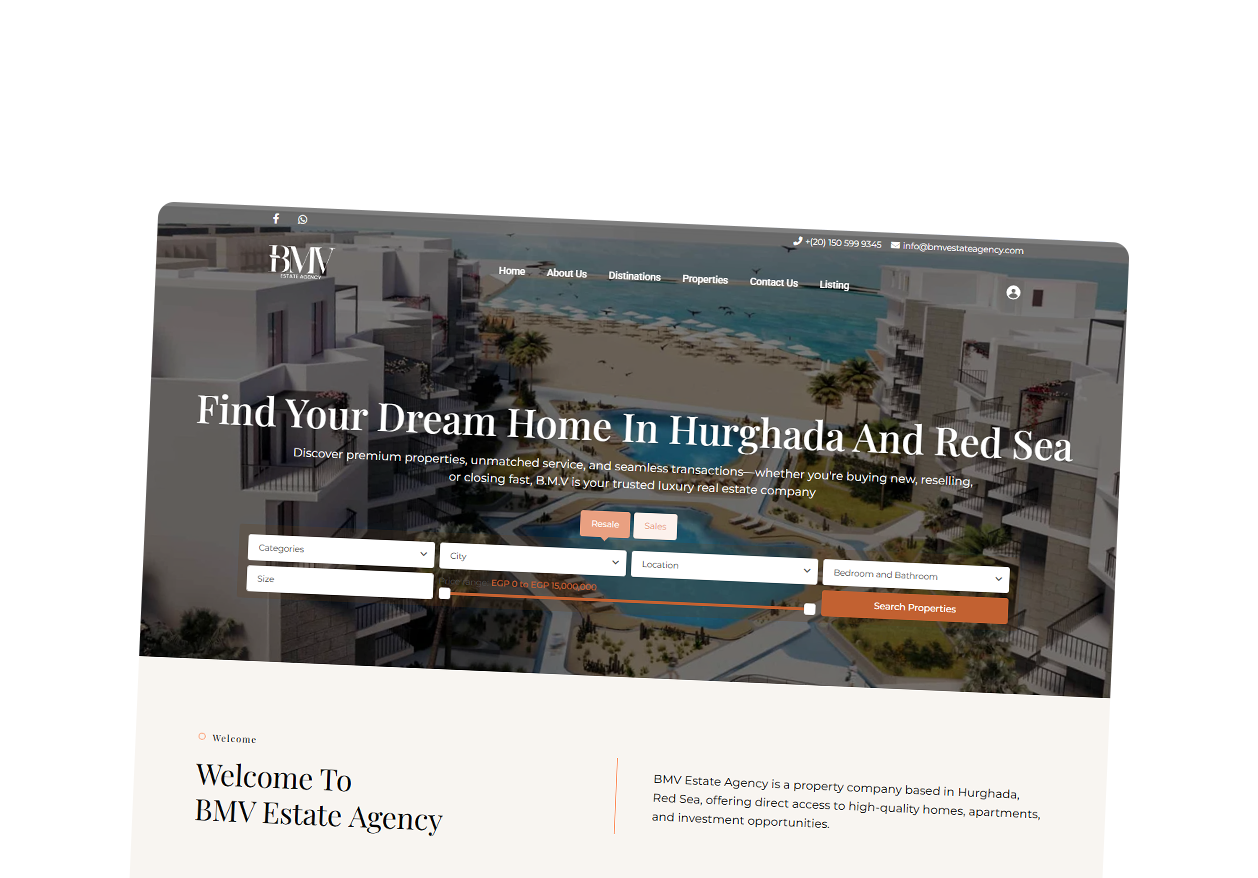 +(20) 150 599 9345 info@bmvestateagency.com
BMV
ESTATE AGENCY
Home About Us Distinations Properties Contact Us Listing
Find Your Dream Home In Hurghada And Red Sea
Discover premium properties, unmatched service, and seamless transactions—whether you're buying new, reselling,
or closing fast, B.M.V is your trusted luxury real estate company
Resale Sales
Categories City Location Bedroom and Bathroom
Size Price range: EGP 0 to EGP 15,000,000 Search Properties
Welcome
Welcome To
BMV Estate Agency
BMV Estate Agency is a property company based in Hurghada,
Red Sea, offering direct access to high-quality homes, apartments,
and investment opportunities.